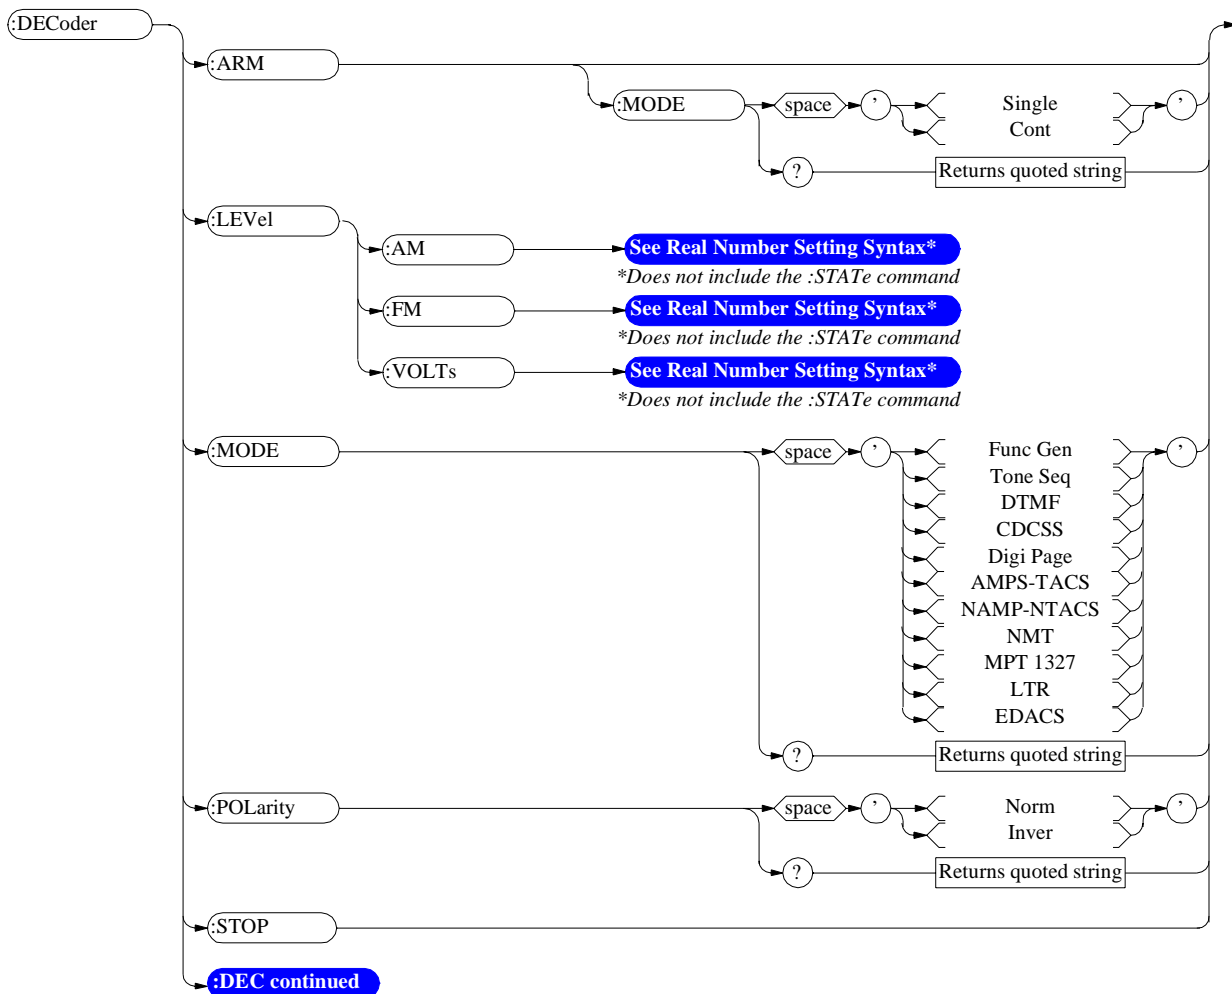 :DECoder
:ARM
:MODE space ' Single '
Cont
? Returns quoted string
:LEVel
:AM See Real Number Setting Syntax*
*Does not include the :STATe command
:FM See Real Number Setting Syntax*
*Does not include the :STATe command
:VOLTs See Real Number Setting Syntax*
*Does not include the :STATe command
:MODE space ' Func Gen '
Tone Seq
DTMF
CDCSS
Digi Page
AMPS-TACS
NAMP-NTACS
NMT
MPT 1327
LTR
EDACS
? Returns quoted string
:POLarity space ' Norm '
Inver
? Returns quoted string
:STOP
:DEC continued